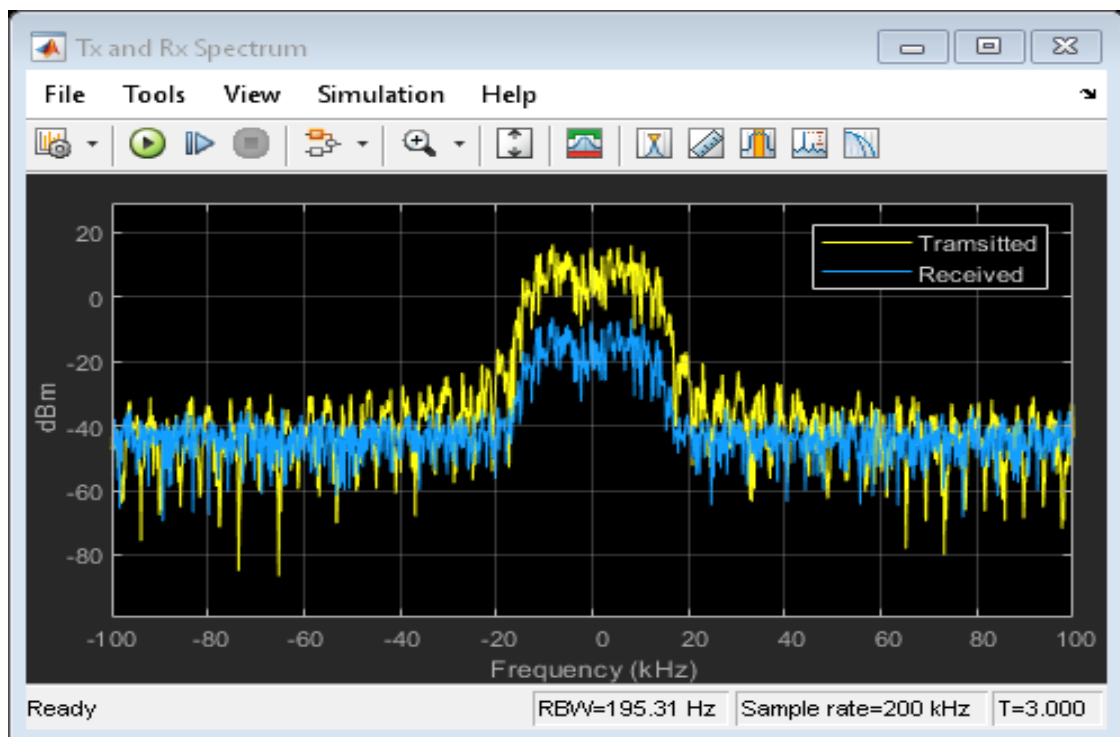 Tx and Rx Spectrum
File Tools View Simulation Help
Tramsitted
Received
20
0
-20
-40
-60
-80
dBm
-100 -80 -60 -40 -20 0 20 40 60 80 100
Frequency (kHz)
Ready RBW=195.31 Hz Sample rate=200 kHz T=3.000